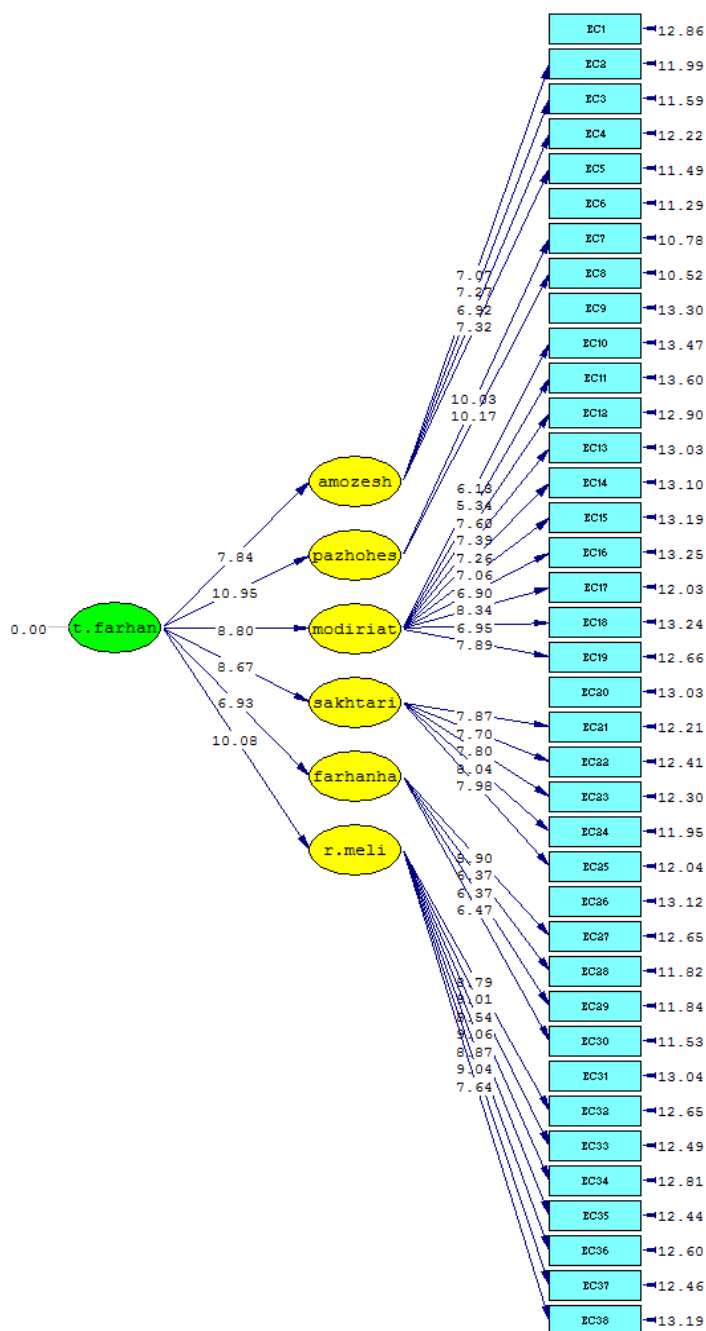 0.00
t.farhan
7.84
10.95
8.80
8.67
6.93
10.08
amozesh
pazhohes
modiriat
sakhtari
farhanha
r.meli
7.07
7.27
6.92
7.32
10.03
10.17
6.13
5.34
7.60
7.39
7.26
7.06
6.90
8.34
6.95
7.89
7.87
7.70
7.80
8.04
7.98
6.37
6.37
6.47
9.06
8.87
9.04
7.64
EC1 12.86
EC2 11.99
EC3 11.59
EC4 12.22
EC5 11.49
EC6 11.29
EC7 10.78
EC8 10.52
EC9 13.30
EC10 13.47
EC11 13.60
EC12 12.90
EC13 13.03
EC14 13.10
EC15 13.19
EC16 13.25
EC17 12.03
EC18 13.24
EC19 12.66
EC20 13.03
EC21 12.21
EC22 12.41
EC23 12.30
EC24 11.95
EC25 12.04
EC26 13.12
EC27 12.65
EC28 11.82
EC29 11.84
EC30 11.53
EC31 13.04
EC32 12.65
EC33 12.49
EC34 12.81
EC35 12.44
EC36 12.60
EC37 12.46
EC38 13.19